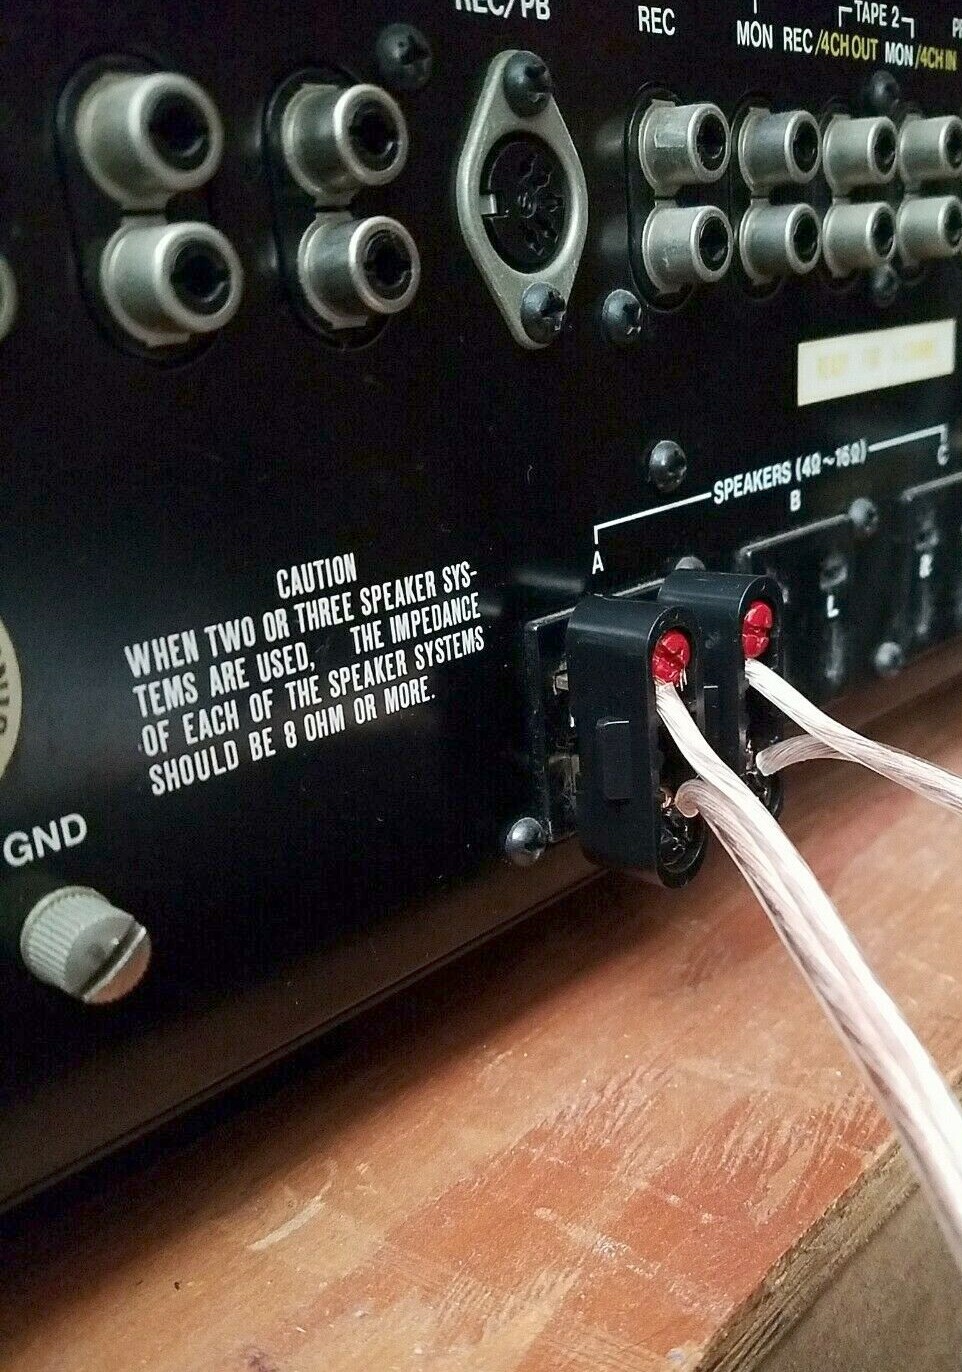 REC/PB
REC
MON REC/4CH OUT MON/4CH IN
TAPE 2
SPEAKERS (4Ω~16Ω)
A
B
C
L
R
CAUTION
WHEN TWO OR THREE SPEAKER SYS-
TEMS ARE USED, THE IMPEDANCE
OF EACH OF THE SPEAKER SYSTEMS
SHOULD BE 8 OHM OR MORE.
GND